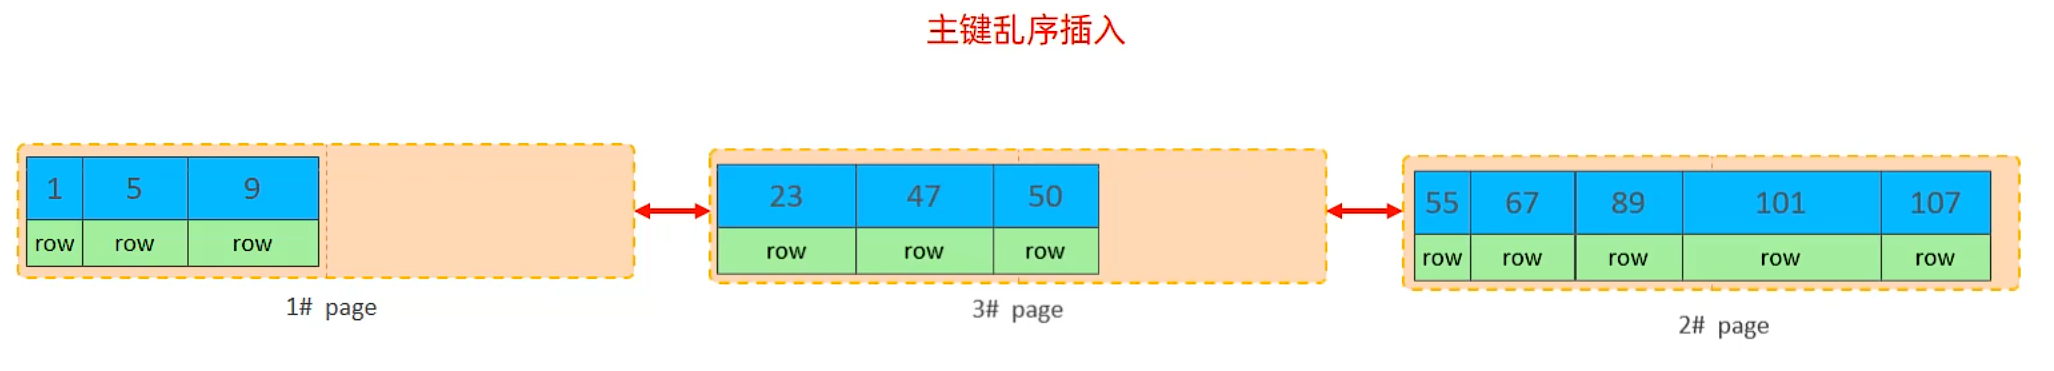 主键乱序插入
1 5 9
row row row
1# page
23 47 50
row row row
3# page
55 67 89 101 107
row row row row row
2# page